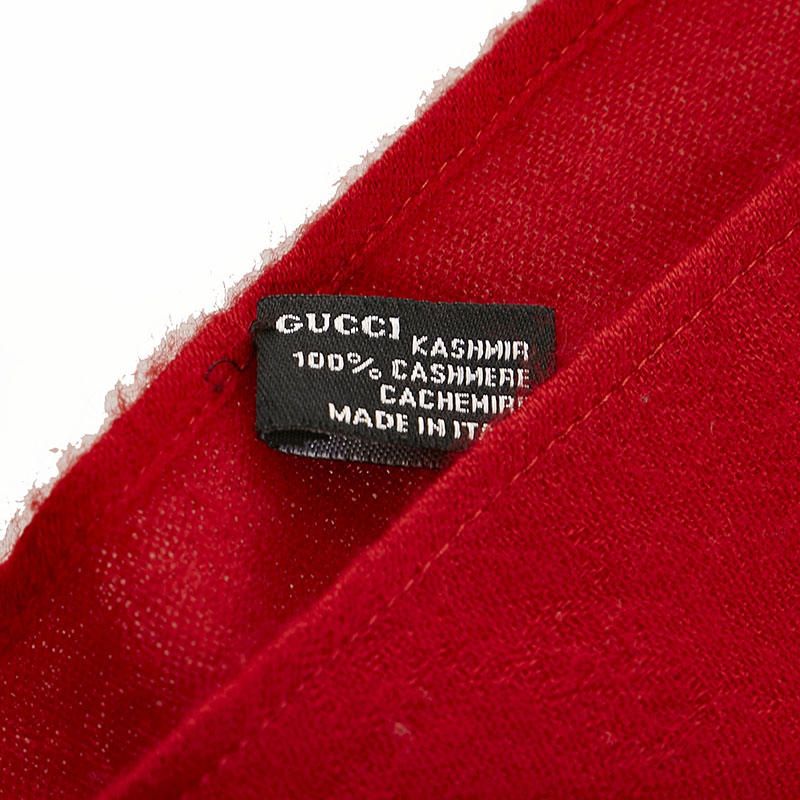 GUCCI
KASHMIR
100% CASHMERE
CACHEMIRE
MADE IN